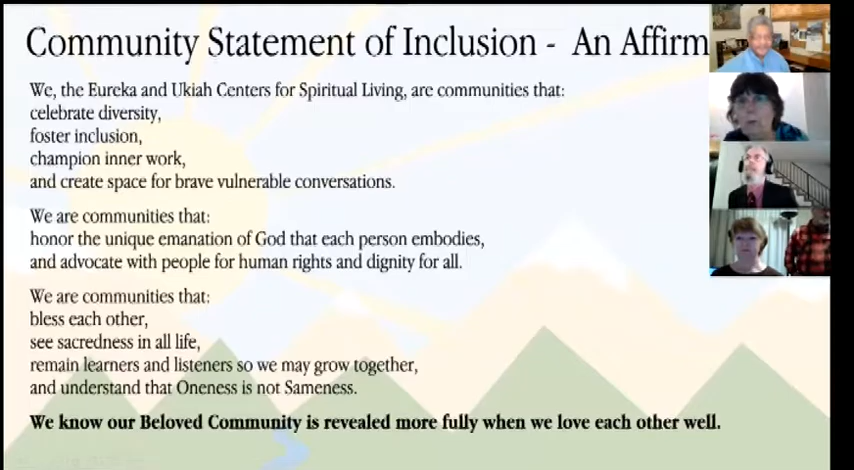 Community Statement of Inclusion - An Affirm
We, the Eureka and Ukiah Centers for Spiritual Living, are communities that:
celebrate diversity,
foster inclusion,
champion inner work,
and create space for brave vulnerable conversations.
We are communities that:
honor the unique emanation of God that each person embodies,
and advocate with people for human rights and dignity for all.
We are communities that:
bless each other,
see sacredness in all life,
remain learners and listeners so we may grow together,
and understand that Oneness is not Sameness.
We know our Beloved Community is revealed more fully when we love each other well.